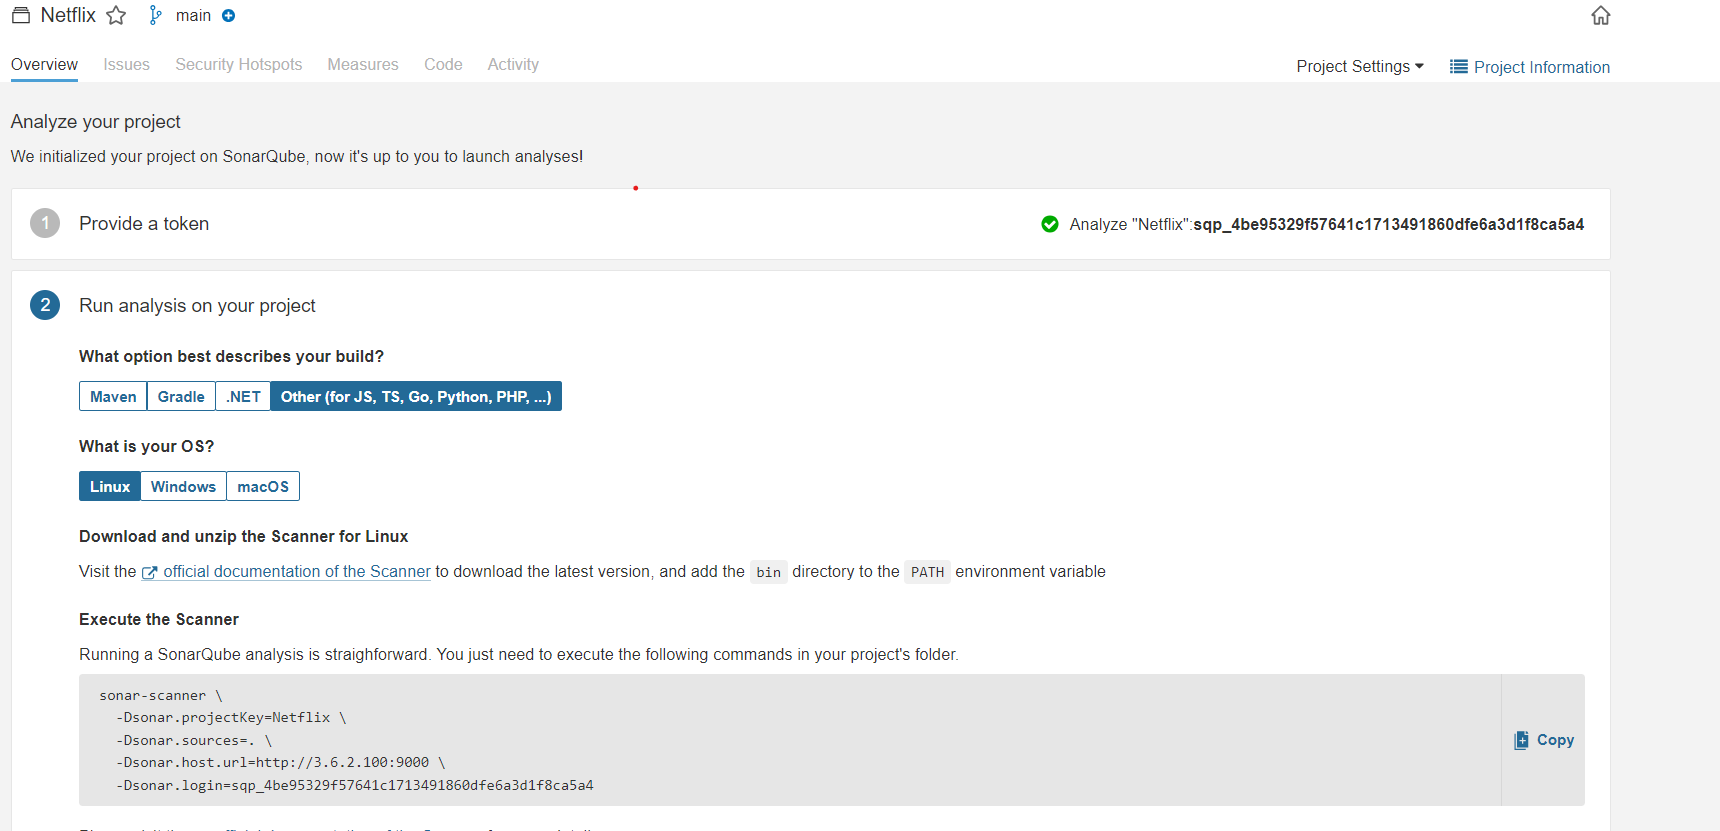 Netflix main
Overview Issues Security Hotspots Measures Code Activity Project Settings Project Information
Analyze your project
We initialized your project on SonarQube, now it's up to you to launch analyses!
1 Provide a token Analyze "Netflix": sqp_4be95329f57641c1713491860dfe6a3d1f8ca5a4
2 Run analysis on your project
What option best describes your build?
Maven Gradle .NET Other (for JS, TS, Go, Python, PHP, ...)
What is your OS?
Linux Windows macOS
Download and unzip the Scanner for Linux
Visit the official documentation of the Scanner to download the latest version, and add the bin directory to the PATH environment variable
Execute the Scanner
Running a SonarQube analysis is straighforward. You just need to execute the following commands in your project's folder.
sonar-scanner \
-Dsonar.projectKey=Netflix \
-Dsonar.sources=. \
-Dsonar.host.url=http://3.6.2.100:9000 \
-Dsonar.login=sqp_4be95329f57641c1713491860dfe6a3d1f8ca5a4
Copy